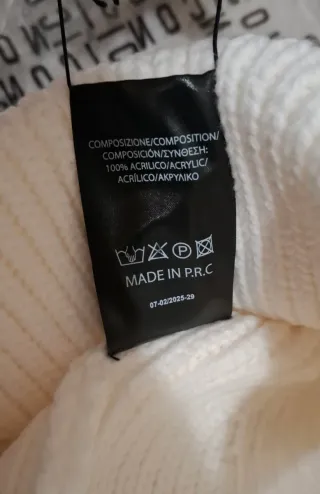 COMPOSIZIONE/COMPOSITION/
COMPOSICIÓN/ΣΥΝΘΕΣΗ:
100% ACRILICO/ACRYLIC/
ACRÍLICO/ΑΚΡΥΛΙΚΟ
P
MADE IN P.R.C
07-02/2025-29